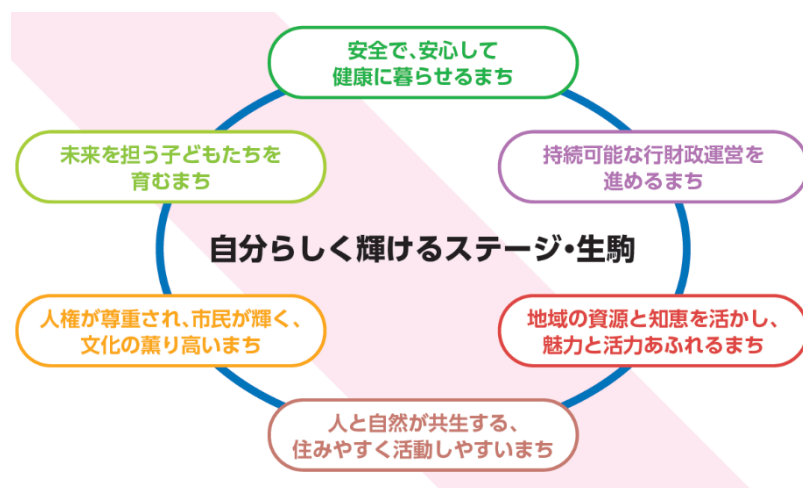 安全で、安心して
健康に暮らせるまち
未来を担う子どもたちを
育むまち
持続可能な行財政運営を
進めるまち
自分らしく輝けるステージ・生駒
人権が尊重され、市民が輝く、
文化の薫り高いまち
地域の資源と知恵を活かし、
魅力と活力あふれるまち
人と自然が共生する、
住みやすく活動しやすいまち